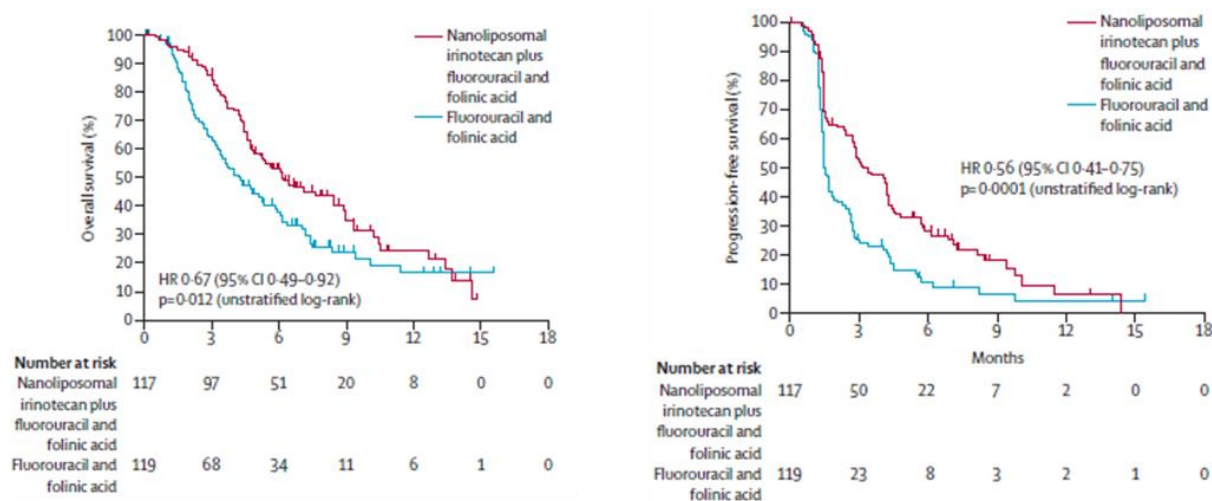 Overall survival (%)
100
90
80
70
60
50
40
30
20
10
0
Nanoliposomal
irinotecan plus
fluorouracil and
folinic acid
Fluorouracil and
folinic acid
HR 0·67 (95% CI 0·49–0·92)
p=0·012 (unstratified log-rank)
0 3 6 9 12 15 18
Number at risk
Nanoliposomal 117 97 51 20 8 0 0
irinotecan plus
fluorouracil and
folinic acid
Fluorouracil and 119 68 34 11 6 1 0
folinic acid
Progression-free survival (%)
100
90
80
70
60
50
40
30
20
10
0
Nanoliposomal
irinotecan plus
fluorouracil and
folinic acid
Fluorouracil and
folinic acid
HR 0·56 (95% CI 0·41–0·75)
p=0·0001 (unstratified log-rank)
0 3 6 9 12 15 18
Months
Number at risk
Nanoliposomal 117 50 22 7 2 0 0
irinotecan plus
fluorouracil and
folinic acid
Fluorouracil and 119 23 8 3 2 1 0
folinic acid